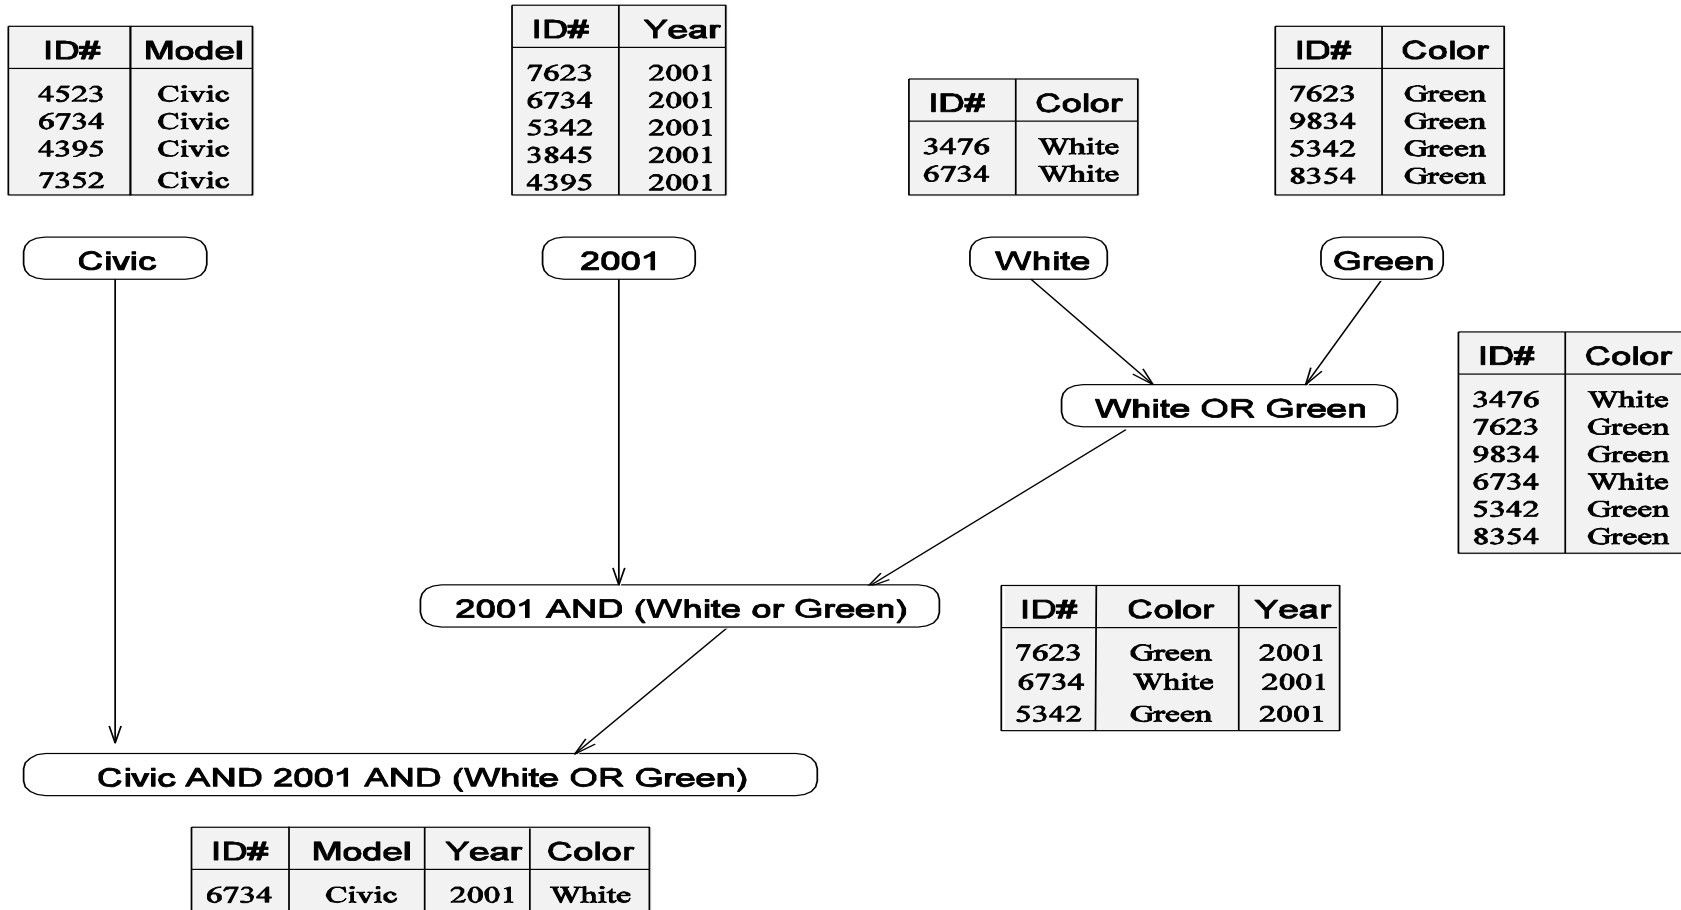 ID# Model
4523 Civic
6734 Civic
4395 Civic
7352 Civic
ID# Year
7623 2001
6734 2001
5342 2001
3845 2001
4395 2001
ID# Color
3476 White
6734 White
ID# Color
7623 Green
9834 Green
5342 Green
8354 Green
Civic
2001
White
Green
White OR Green
ID# Color
3476 White
7623 Green
9834 Green
6734 White
5342 Green
8354 Green
2001 AND (White or Green)
ID# Color Year
7623 Green 2001
6734 White 2001
5342 Green 2001
Civic AND 2001 AND (White OR Green)
ID# Model Year Color
6734 Civic 2001 White